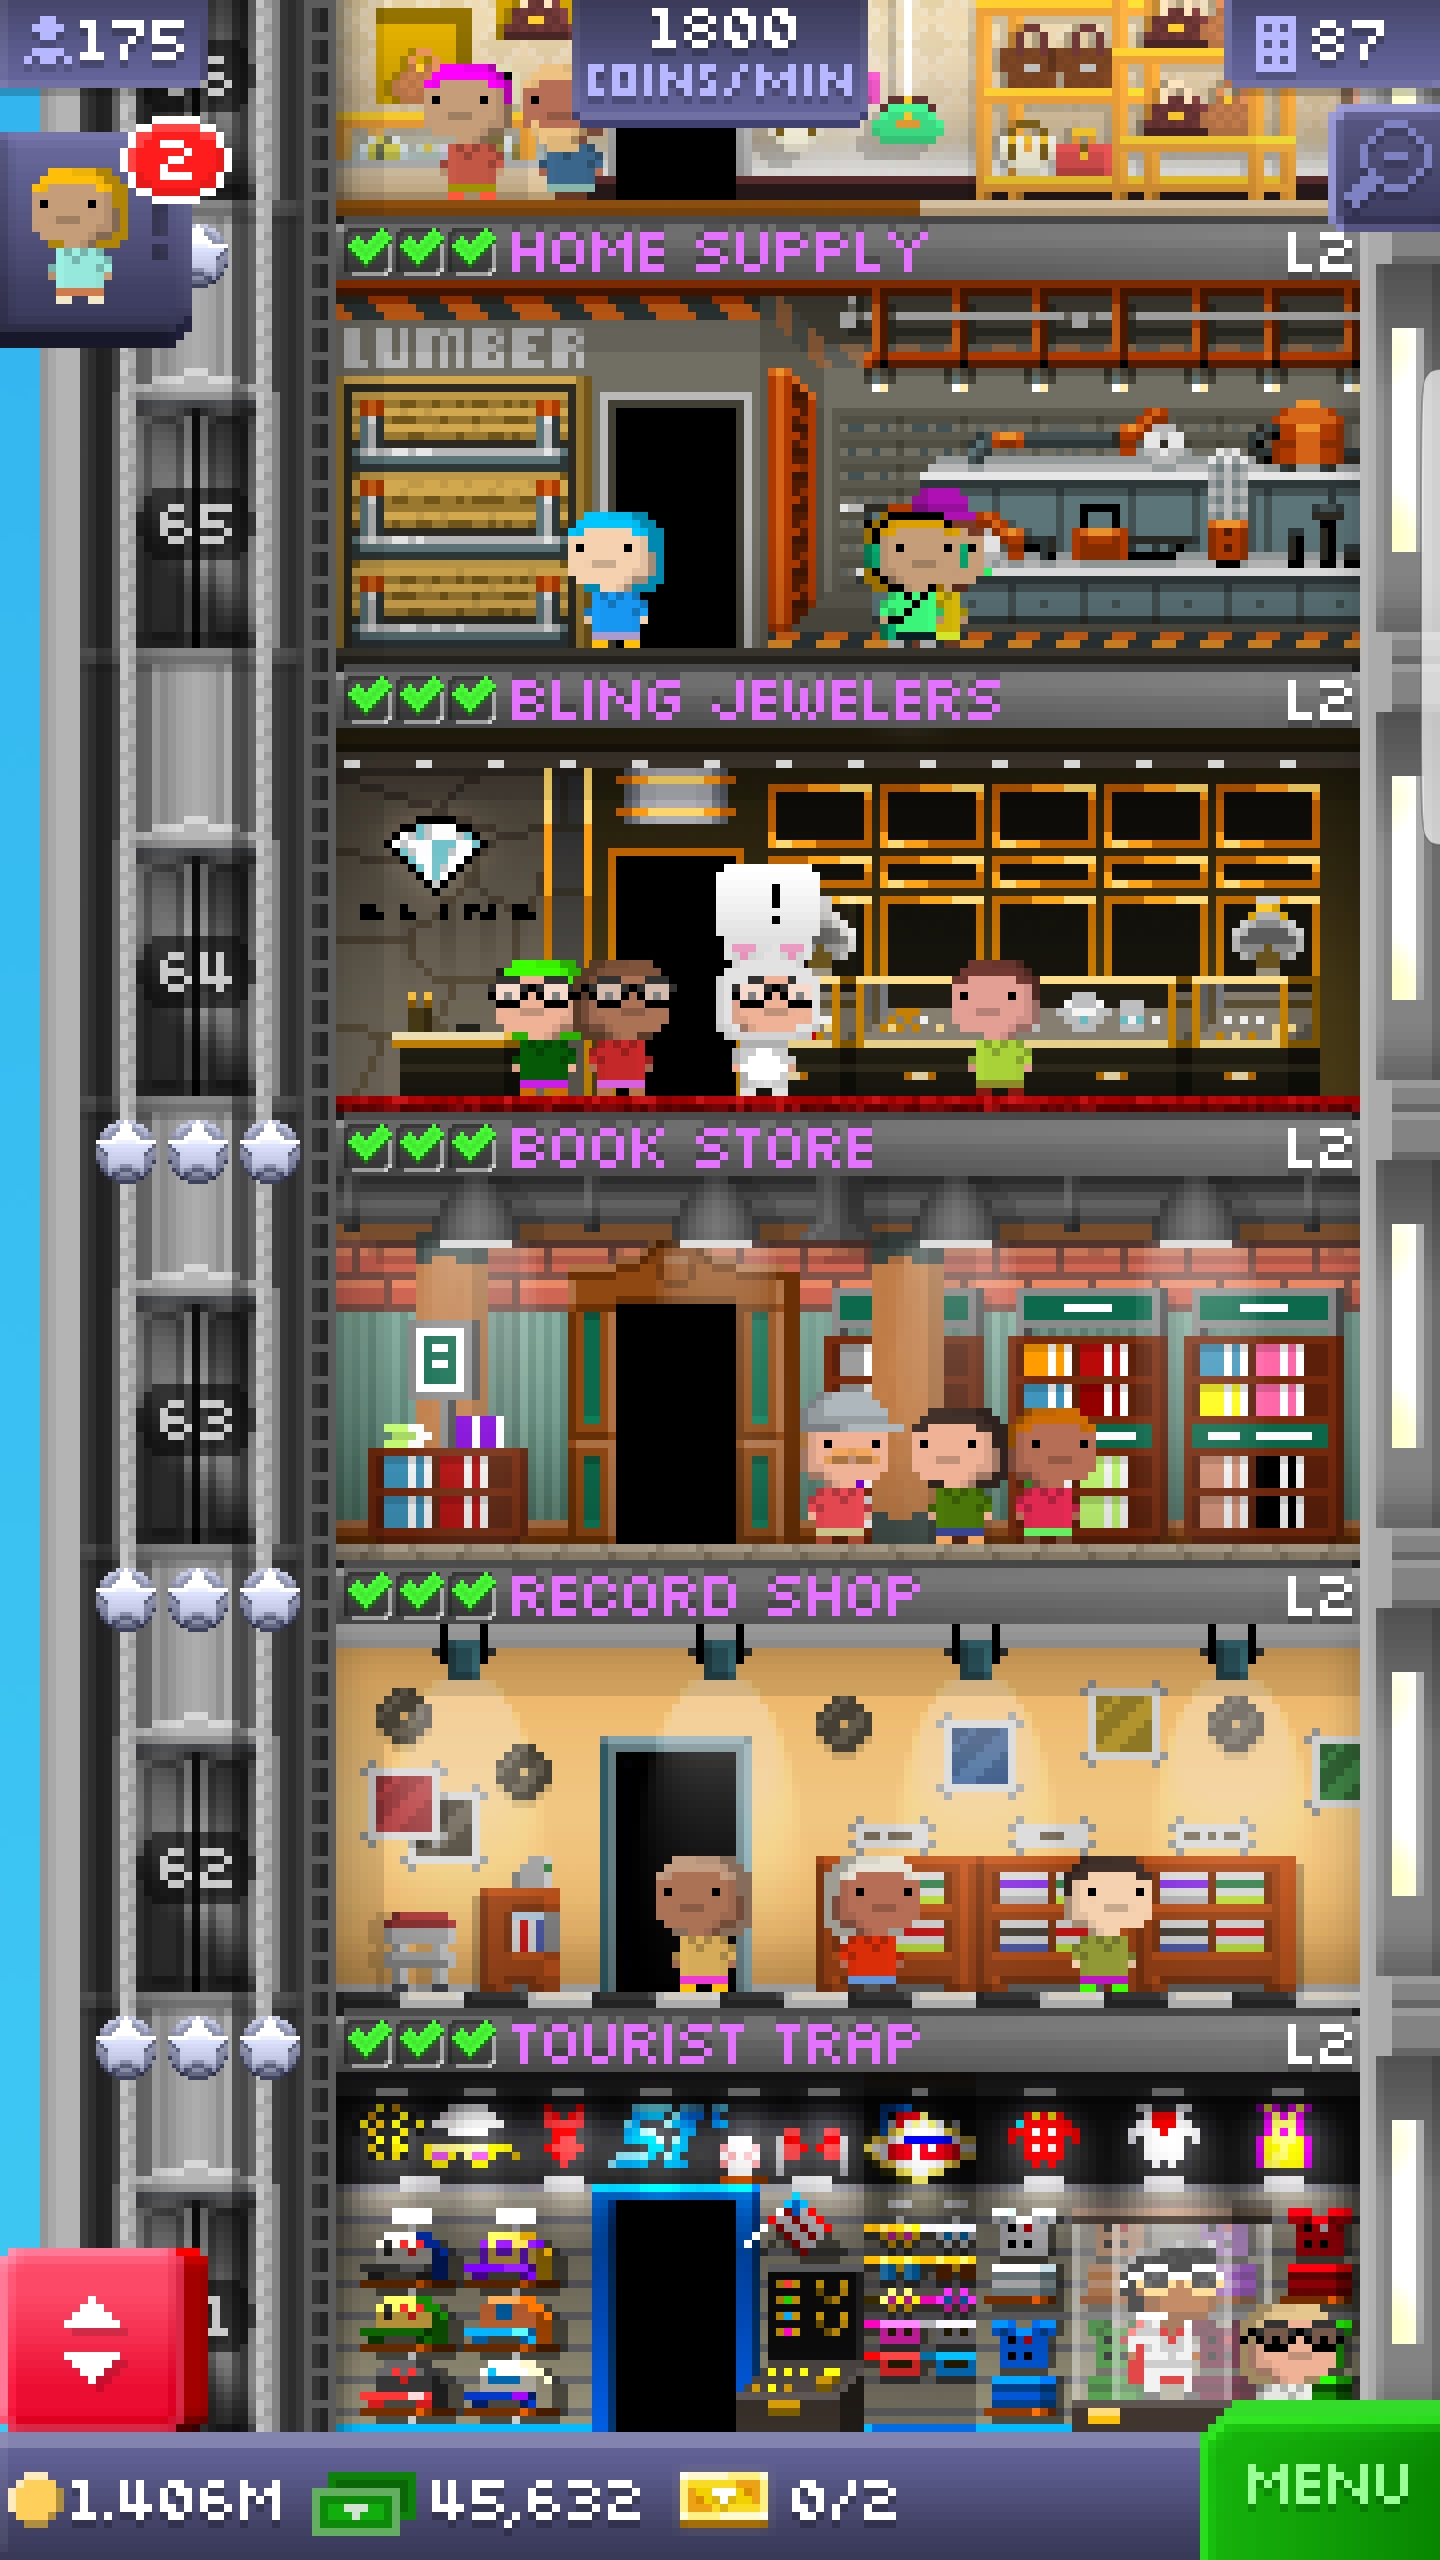 175
1800
COINS/MIN
87
2
HOME SUPPLY
L2
LUMBER
65
BLING JEWELERS
L2
!
BLING
64
BOOK STORE
L2
63
RECORD SHOP
L2
62
TOURIST TRAP
L2
1
1.406M
45,632
0/2
MENU